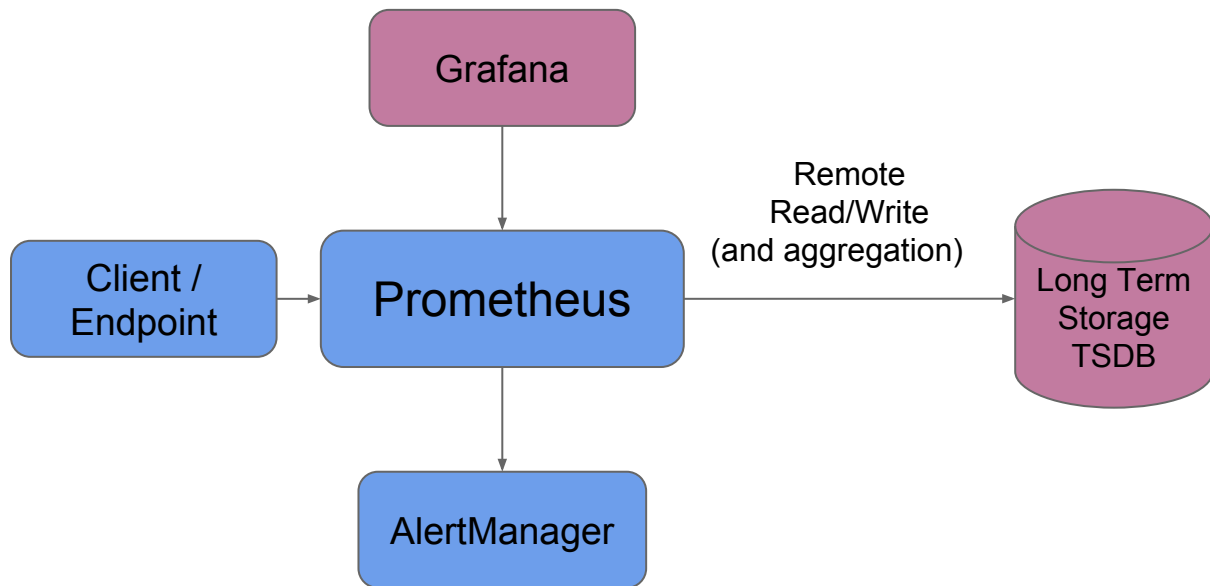 Grafana
Remote
Read/Write
(and aggregation)
Client /
Endpoint
Prometheus
Long Term
Storage
TSDB
AlertManager